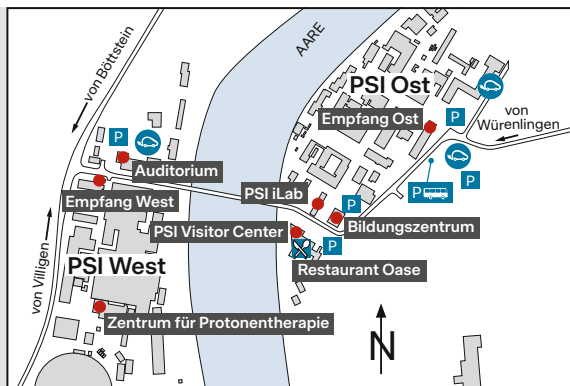 von Böttstein
AARE
PSI Ost
Empfang Ost
P
von
Würenlingen
P
Auditorium
P
P
PSI iLab
P
Empfang West
Bildungszentrum
PSI Visitor Center
P
PSI West
Restaurant Oase
von Villigen
Zentrum für Protonentherapie
N